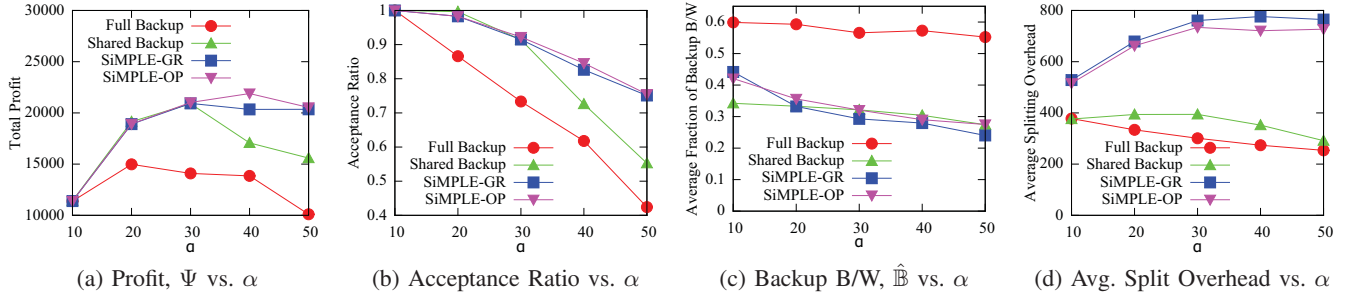 30000
25000
20000
15000
10000
Total Profit
Full Backup
Shared Backup
SiMPLE-GR
SiMPLE-OP
10 20 30 40 50
α
(a) Profit, Ψ vs. α
1
0.9
0.8
0.7
0.6
0.5
0.4
Acceptance Ratio
Full Backup
Shared Backup
SiMPLE-GR
SiMPLE-OP
10 20 30 40 50
α
(b) Acceptance Ratio vs. α
0.6
0.5
0.4
0.3
0.2
0.1
Average Fraction of Backup B/W
Full Backup
Shared Backup
SiMPLE-GR
SiMPLE-OP
10 20 30 40 50
α
(c) Backup B/W, 𝔹̂ vs. α
800
600
400
200
0
Average Splitting Overhead
Full Backup
Shared Backup
SiMPLE-GR
SiMPLE-OP
10 20 30 40 50
α
(d) Avg. Split Overhead vs. α